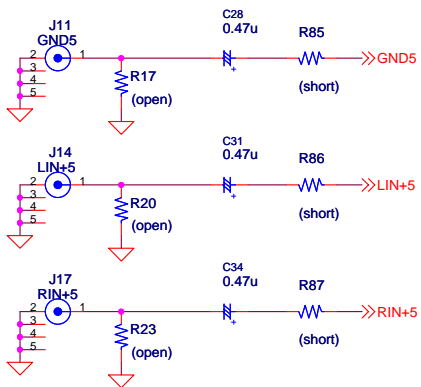 J11
GND5
2 1
3
4
5
R17
(open)
C28
0.47u
+
R85
(short)
GND5
J14
LIN+5
2 1
3
4
5
R20
(open)
C31
0.47u
+
R86
(short)
LIN+5
J17
RIN+5
2 1
3
4
5
R23
(open)
C34
0.47u
+
R87
(short)
RIN+5